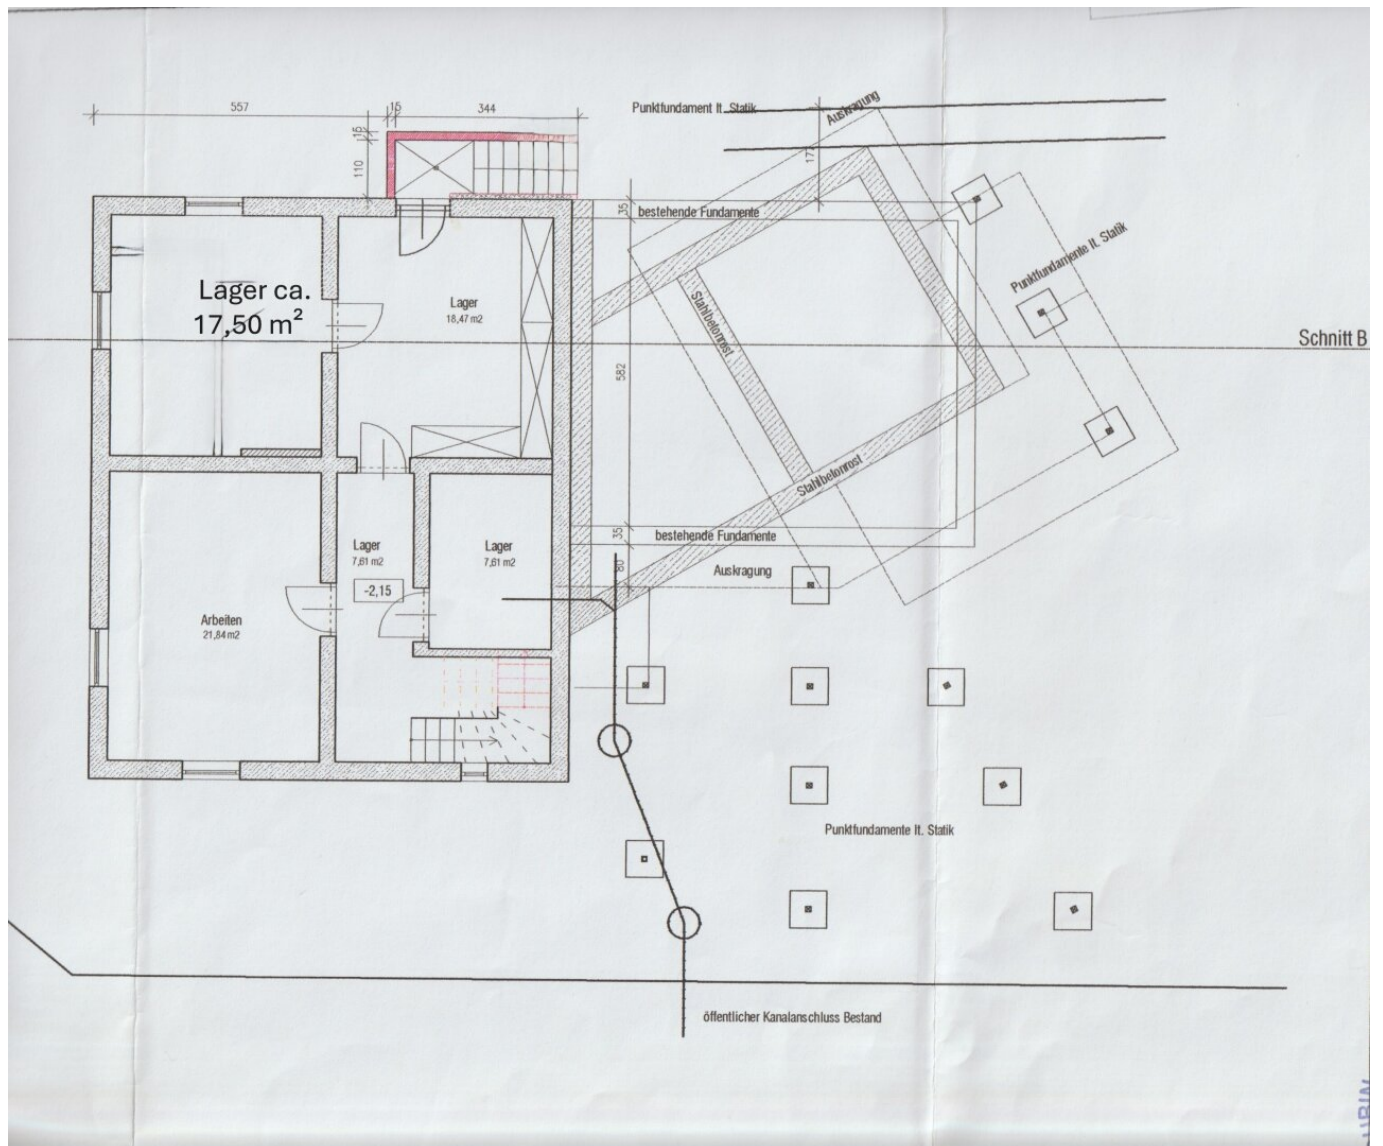 557
15
344
15
110
Punktfundament lt. Statik
Auskragung
17
35
bestehende Fundamente
Punktfundamente lt. Statik
Lager ca.
17,50 m²
Lager
18,47 m2
Stahlbetonrost
Schnitt B
582
Stahlbetonrost
35
bestehende Fundamente
80
Auskragung
Lager
7,61 m2
Lager
7,61 m2
-2,15
Arbeiten
21,84 m2
Punktfundamente lt. Statik
öffentlicher Kanalanschluss Bestand